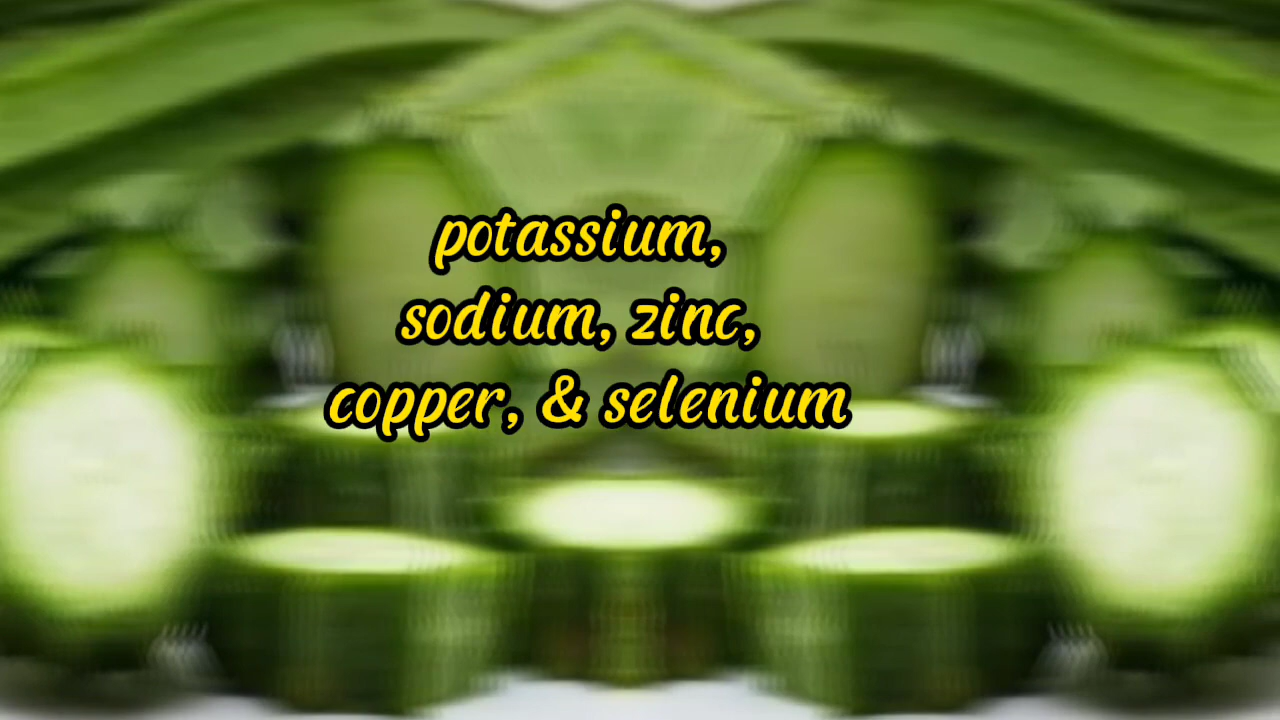 potassium,
sodium, zinc,
copper, & selenium